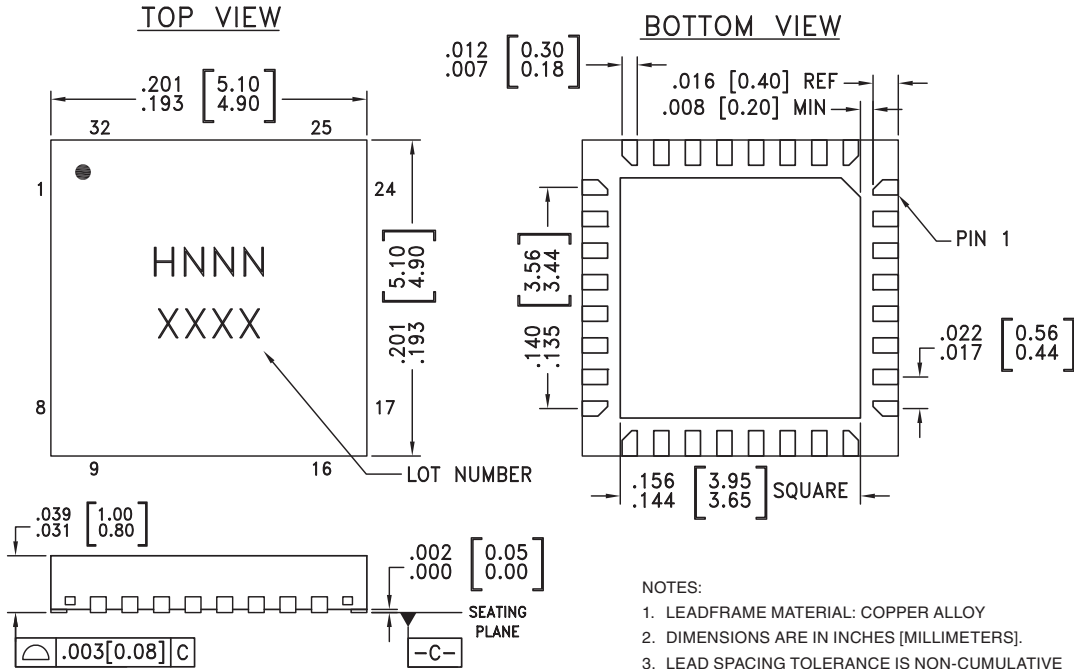 TOP VIEW
.201 [5.10]
.193 [4.90]
32 25
1 24
HNNN
XXXX
[5.10]
[4.90]
.201
.193
8 17
9 16
LOT NUMBER
BOTTOM VIEW
.012 [0.30]
.007 [0.18]
.016 [0.40] REF
.008 [0.20] MIN
PIN 1
[3.56]
[3.44]
.140
.135
.022 [0.56]
.017 [0.44]
.156 [3.95]
.144 [3.65] SQUARE
.039 [1.00]
.031 [0.80]
.002 [0.05]
.000 [0.00]
SEATING
PLANE
.003[0.08] C
-C-
NOTES:
1. LEADFRAME MATERIAL: COPPER ALLOY
2. DIMENSIONS ARE IN INCHES [MILLIMETERS].
3. LEAD SPACING TOLERANCE IS NON-CUMULATIVE